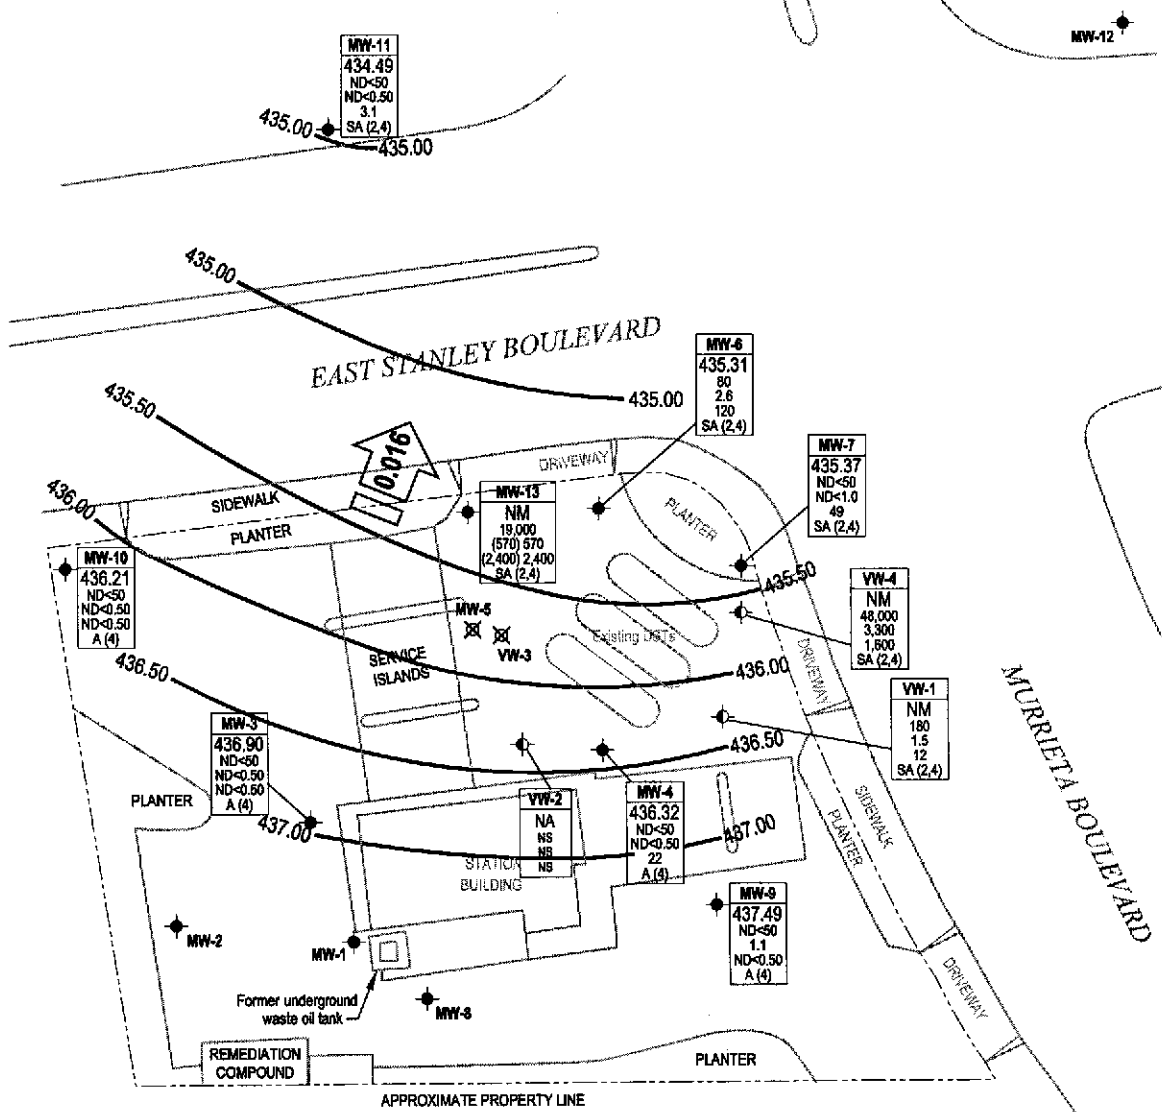 MW-12
MW-11
434.49
ND<50
ND<0.50
3.1
SA (2,4)
435.00
435.00
435.00
EAST STANLEY BOULEVARD
435.00
MW-6
435.31
80
2.6
120
SA (2,4)
435.50
0.016
DRIVEWAY
MW-7
435.37
ND<50
ND<1.0
49
SA (2,4)
436.00
SIDEWALK
PLANTER
MW-13
NM
19,000
(570) 570
(2,400) 2,400
SA (2,4)
PLANTER
MW-10
436.21
ND<50
ND<0.50
ND<0.50
A (4)
435.50
VW-4
NM
48,000
3,300
1,600
SA (2,4)
MW-5
VW-3
Existing USTs
SERVICE
ISLANDS
436.50
436.00
DRIVEWAY
MURRIETA BOULEVARD
VW-1
NM
180
1.5
12
SA (2,4)
MW-3
436.90
ND<50
ND<0.50
ND<0.50
A (4)
436.50
PLANTER
437.00
VW-2
NA
NS
NS
NS
MW-4
436.32
ND<50
ND<0.50
22
A (4)
437.00
SIDEWALK
PLANTER
STATION
BUILDING
MW-9
437.49
ND<50
1.1
ND<0.50
A (4)
MW-2
MW-1
Former underground
waste oil tank
MW-8
DRIVEWAY
REMEDIATION
COMPOUND
PLANTER
APPROXIMATE PROPERTY LINE